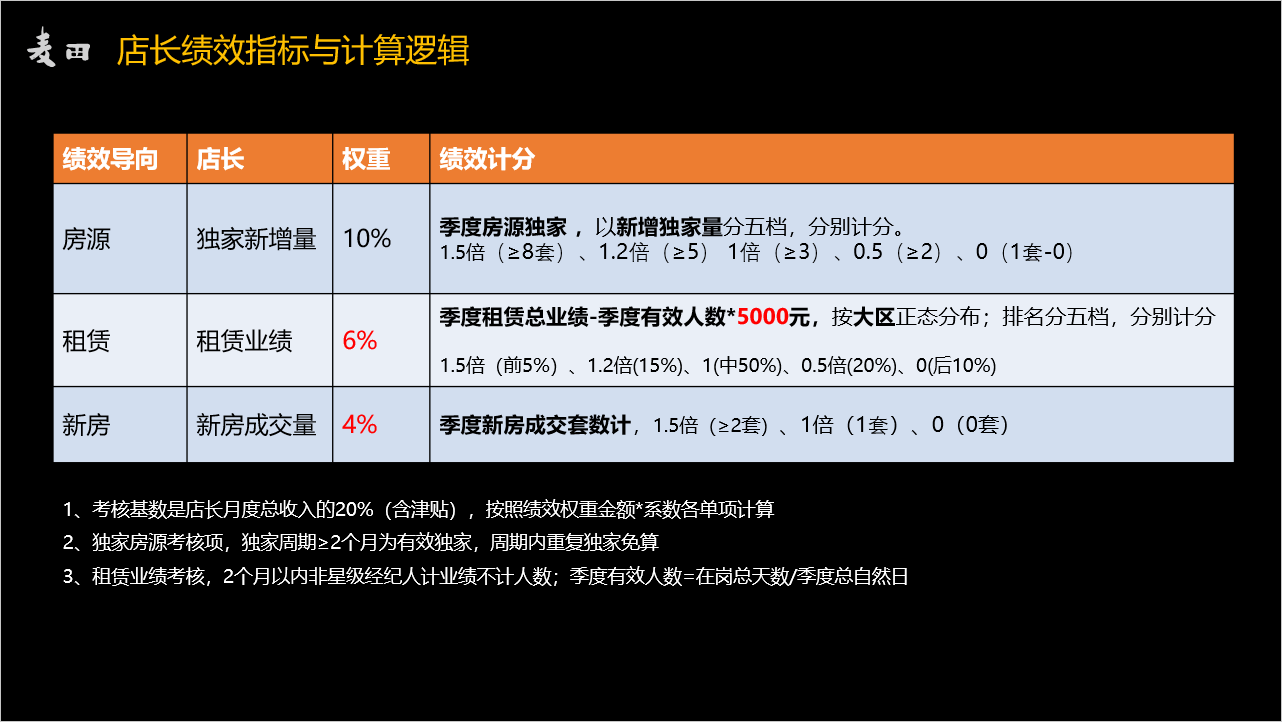 麦田
店长绩效指标与计算逻辑
绩效导向 店长 权重 绩效计分
房源 独家新增量 10%
季度房源独家 ，以新增独家量分五档，分别计分。
1.5倍（≥8套）、1.2倍（≥5） 1倍（≥3）、0.5（≥2）、0（1套-0）
租赁 租赁业绩 6%
季度租赁总业绩-季度有效人数*5000元，按大区正态分布；排名分五档，分别计分
1.5倍（前5%）、1.2倍(15%)、1(中50%)、0.5倍(20%)、0(后10%)
新房 新房成交量 4% 季度新房成交套数计，1.5倍（≥2套）、1倍（1套）、0（0套）
1、考核基数是店长月度总收入的20%（含津贴），按照绩效权重金额*系数各单项计算
2、独家房源考核项，独家周期≥2个月为有效独家，周期内重复独家免算
3、租赁业绩考核，2个月以内非星级经纪人计业绩不计人数；季度有效人数=在岗总天数/季度总自然日